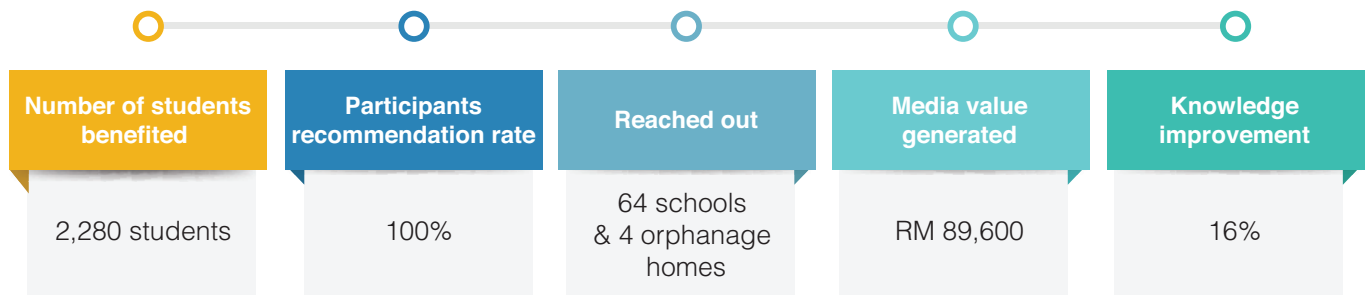 Number of students
benefited
2,280 students
Participants
recommendation rate
100%
Reached out
64 schools
& 4 orphanage
homes
Media value
generated
RM 89,600
Knowledge
improvement
16%